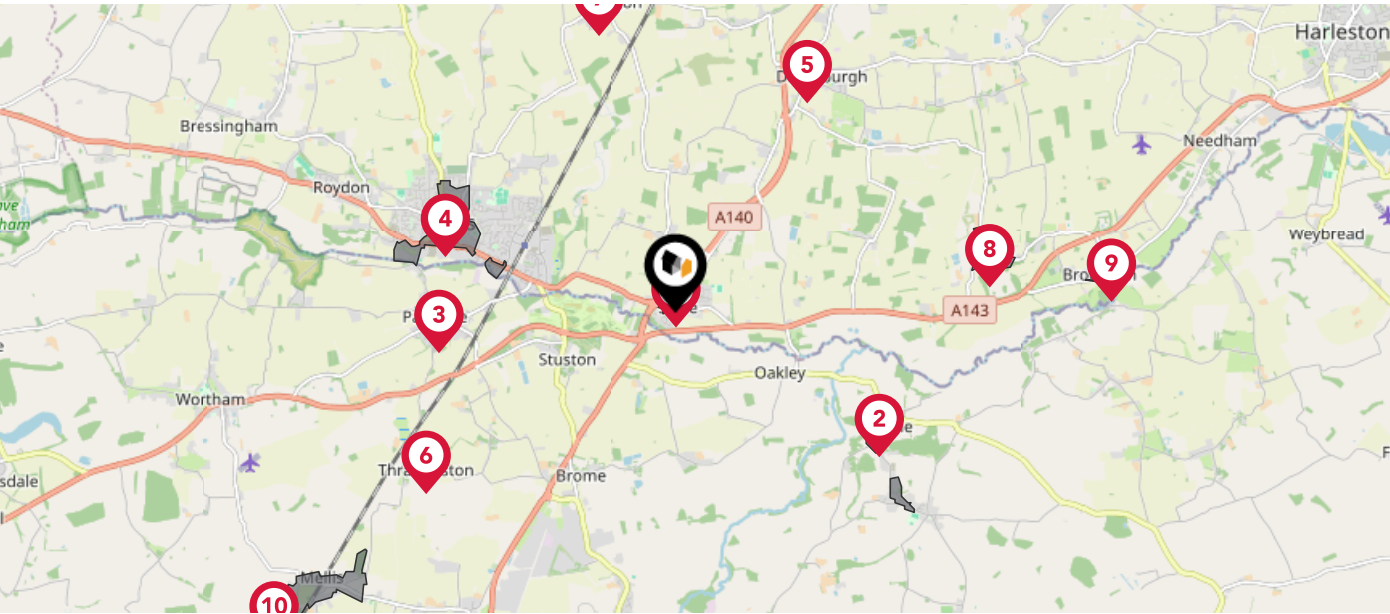 Harleston
5
Bressingham
Needham
Roydon
4
A140
Weybread
8
9
A143
3
Stuston
Oakley
Wortham
2
6
Brome
sdale
Mellis
10